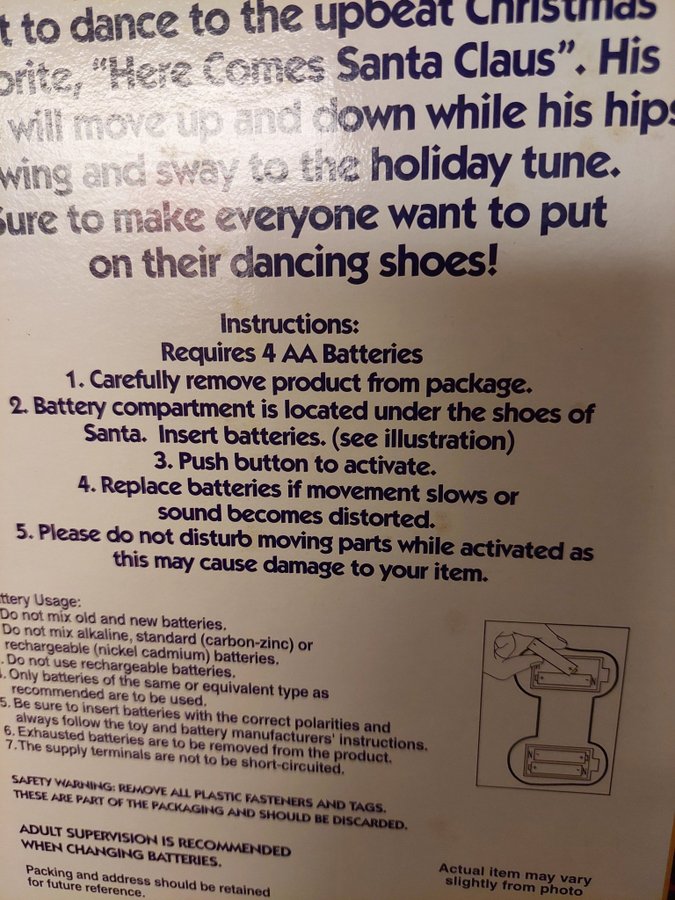 t to dance to the upbeat Christmas
orite, "Here Comes Santa Claus". His
will move up and down while his hips
wing and sway to the holiday tune.
Sure to make everyone want to put
on their dancing shoes!
Instructions:
Requires 4 AA Batteries
1. Carefully remove product from package.
2. Battery compartment is located under the shoes of
Santa. Insert batteries. (see illustration)
3. Push button to activate.
4. Replace batteries if movement slows or
sound becomes distorted.
5. Please do not disturb moving parts while activated as
this may cause damage to your item.
ttery Usage:
Do not mix old and new batteries.
Do not mix alkaline, standard (carbon-zinc) or
rechargeable (nickel cadmium) batteries.
. Do not use rechargeable batteries.
. Only batteries of the same or equivalent type as
recommended are to be used.
5. Be sure to insert batteries with the correct polarities and
always follow the toy and battery manufacturers' instructions.
6. Exhausted batteries are to be removed from the product.
7. The supply terminals are not to be short-circuited.
SAFETY WARNING: REMOVE ALL PLASTIC FASTENERS AND TAGS.
THESE ARE PART OF THE PACKAGING AND SHOULD BE DISCARDED.
ADULT SUPERVISION IS RECOMMENDED
WHEN CHANGING BATTERIES.
Packing and address should be retained
for future reference.
Actual item may vary
slightly from photo